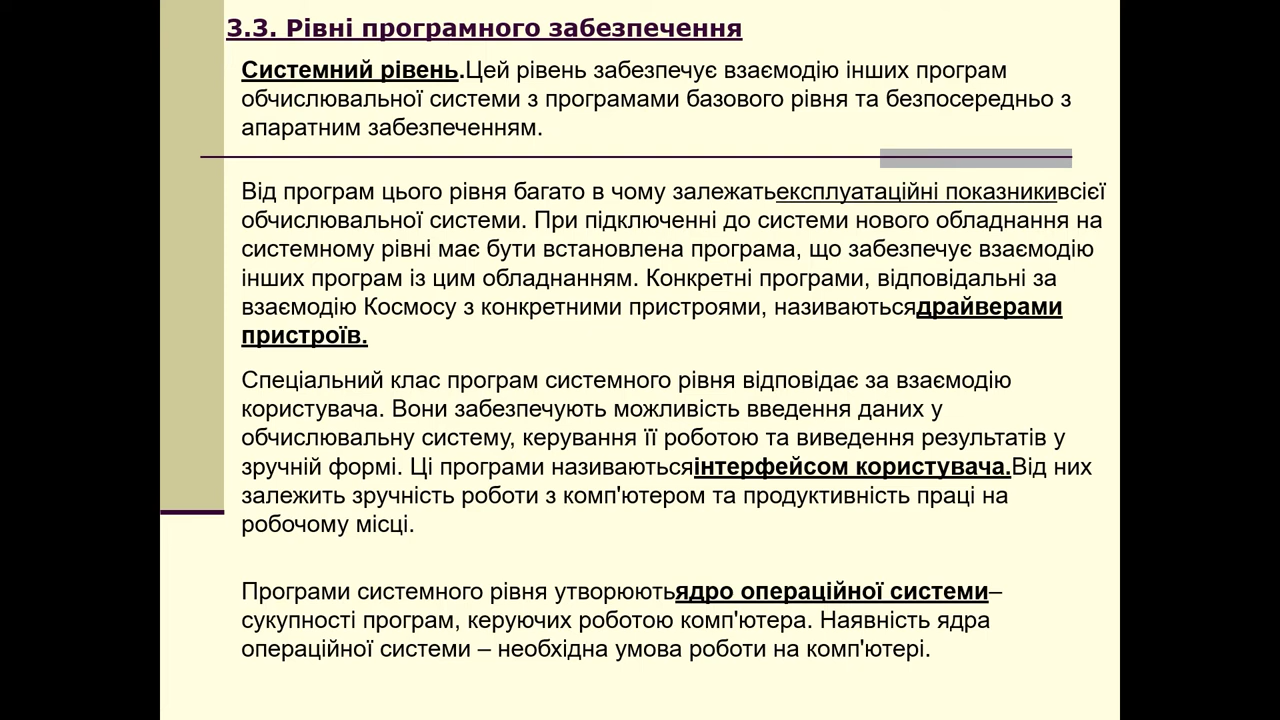 3.3. Рівні програмного забезпечення
Системний рівень.Цей рівень забезпечує взаємодію інших програм
обчислювальної системи з програмами базового рівня та безпосередньо з
апаратним забезпеченням.
Від програм цього рівня багато в чому залежатьексплуатаційні показникивсієї
обчислювальної системи. При підключенні до системи нового обладнання на
системному рівні має бути встановлена програма, що забезпечує взаємодію
інших програм із цим обладнанням. Конкретні програми, відповідальні за
взаємодію Космосу з конкретними пристроями, називаютьсядрайверами
пристроїв.
Спеціальний клас програм системного рівня відповідає за взаємодію
користувача. Вони забезпечують можливість введення даних у
обчислювальну систему, керування її роботою та виведення результатів у
зручній формі. Ці програми називаютьсяінтерфейсом користувача.Від них
залежить зручність роботи з комп'ютером та продуктивність праці на
робочому місці.
Програми системного рівня утворюютьядро операційної системи–
сукупності програм, керуючих роботою комп'ютера. Наявність ядра
операційної системи – необхідна умова роботи на комп'ютері.